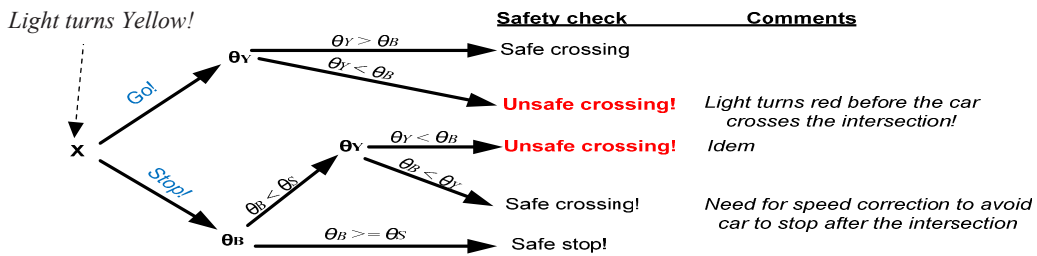 Light turns Yellow!
Safety check Comments
θY > θB Safe crossing
θY
θY < θB
Go!
Unsafe crossing! Light turns red before the car
crosses the intersection!
X
θY θY < θB Unsafe crossing! Idem
Stop!
θB < θS
θB < θY
Safe crossing! Need for speed correction to avoid
car to stop after the intersection
θB θB >= θS Safe stop!